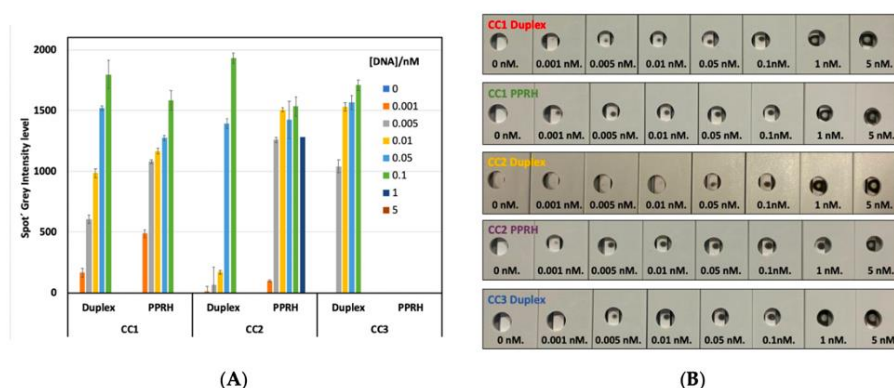 2000
1500
1000
500
0
Spot´ Grey Intensity level
[DNA]/nM
0
0.001
0.005
0.01
0.05
0.1
1
5
Duplex PPRH Duplex PPRH Duplex PPRH
CC1 CC2 CC3
(A)
CC1 Duplex
0 nM. 0.001 nM. 0.005 nM. 0.01 nM. 0.05 nM. 0.1nM. 1 nM. 5 nM.
CC1 PPRH
0 nM. 0.001 nM. 0.005 nM. 0.01 nM. 0.05 nM. 0.1nM. 1 nM. 5 nM.
CC2 Duplex
0 nM. 0.001 nM. 0.005 nM. 0.01 nM. 0.05 nM. 0.1nM. 1 nM. 5 nM.
CC2 PPRH
0 nM. 0.001 nM. 0.005 nM. 0.01 nM. 0.05 nM. 0.1nM. 1 nM. 5 nM.
CC3 Duplex
0 nM. 0.001 nM. 0.005 nM. 0.01 nM. 0.05 nM. 0.1nM. 1 nM. 5 nM.
(B)